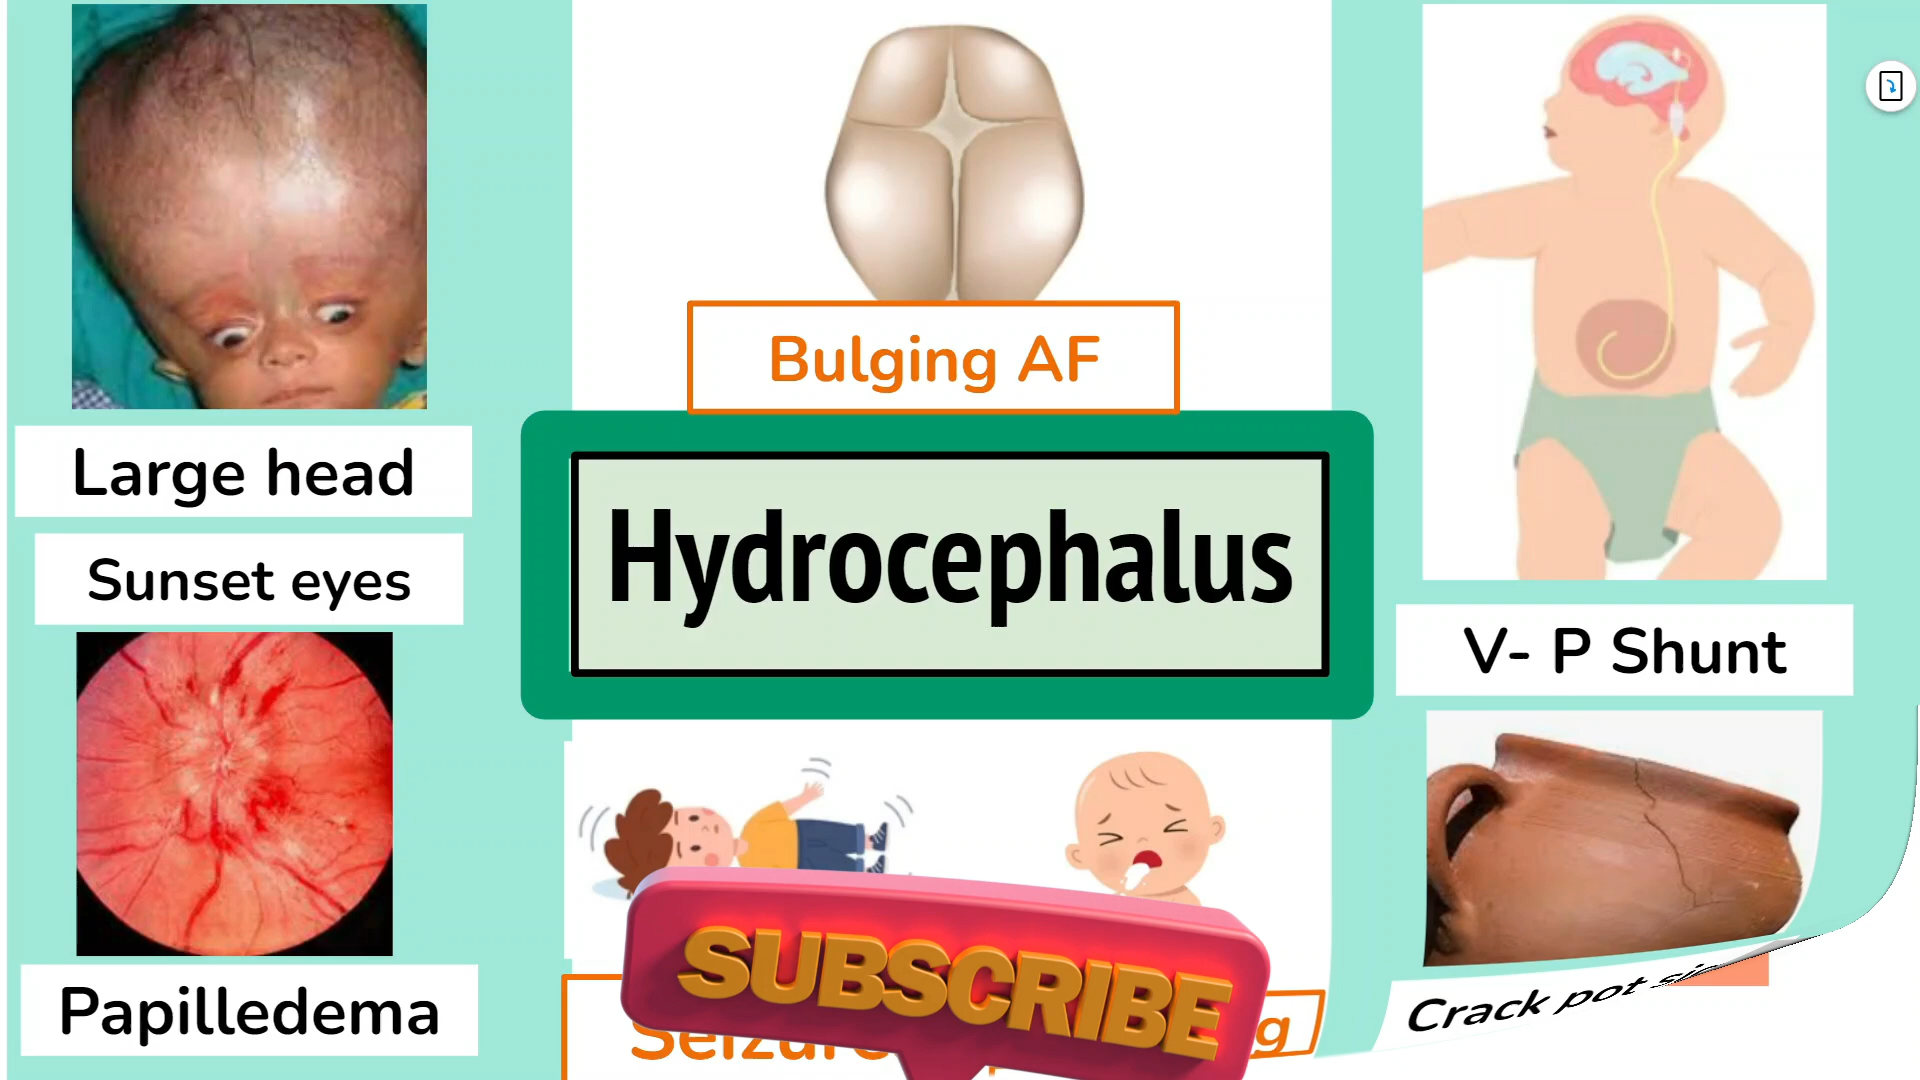 Bulging AF
Large head
Sunset eyes
Hydrocephalus
V- P Shunt
Papilledema
SUBSCRIBE
Crack pot